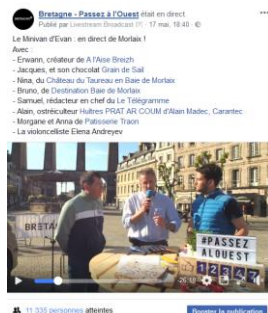 Bretagne - Passez à l'Ouest était en direct
Publié par Livestream Broadcast [?] · 17 mai, 18:40 ·
Le Minivan d'Evan : en direct de Morlaix !
Avec :
- Erwann, créateur de A l'Aise Breizh
- Jacques, et son chocolat Grain de Sail
- Nina, du Château du Taureau en Baie de Morlaix
- Bruno, de Destination Baie de Morlaix
- Samuel, rédacteur en chef du Le Télégramme
- Alain, ostréiculteur Huîtres PRAT AR COUM d'Alain Madec, Carantec
- Morgane et Anna de Patisserie Traon
- La violoncelliste Elena Andreyev
BRETA
#PASSEZ
ALOUEST
11 335 personnes atteintes
Booster la publication